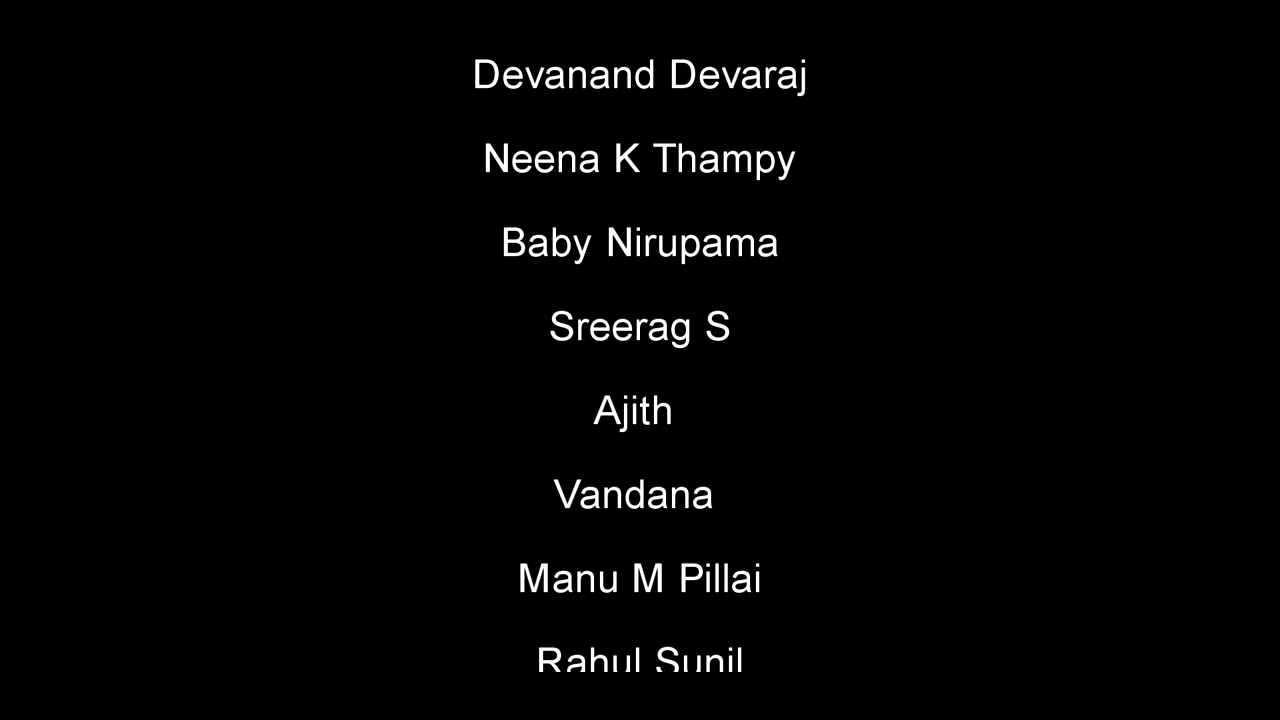 Devanand Devaraj
Neena K Thampy
Baby Nirupama
Sreerag S
Ajith
Vandana
Manu M Pillai
Rahul Sunil